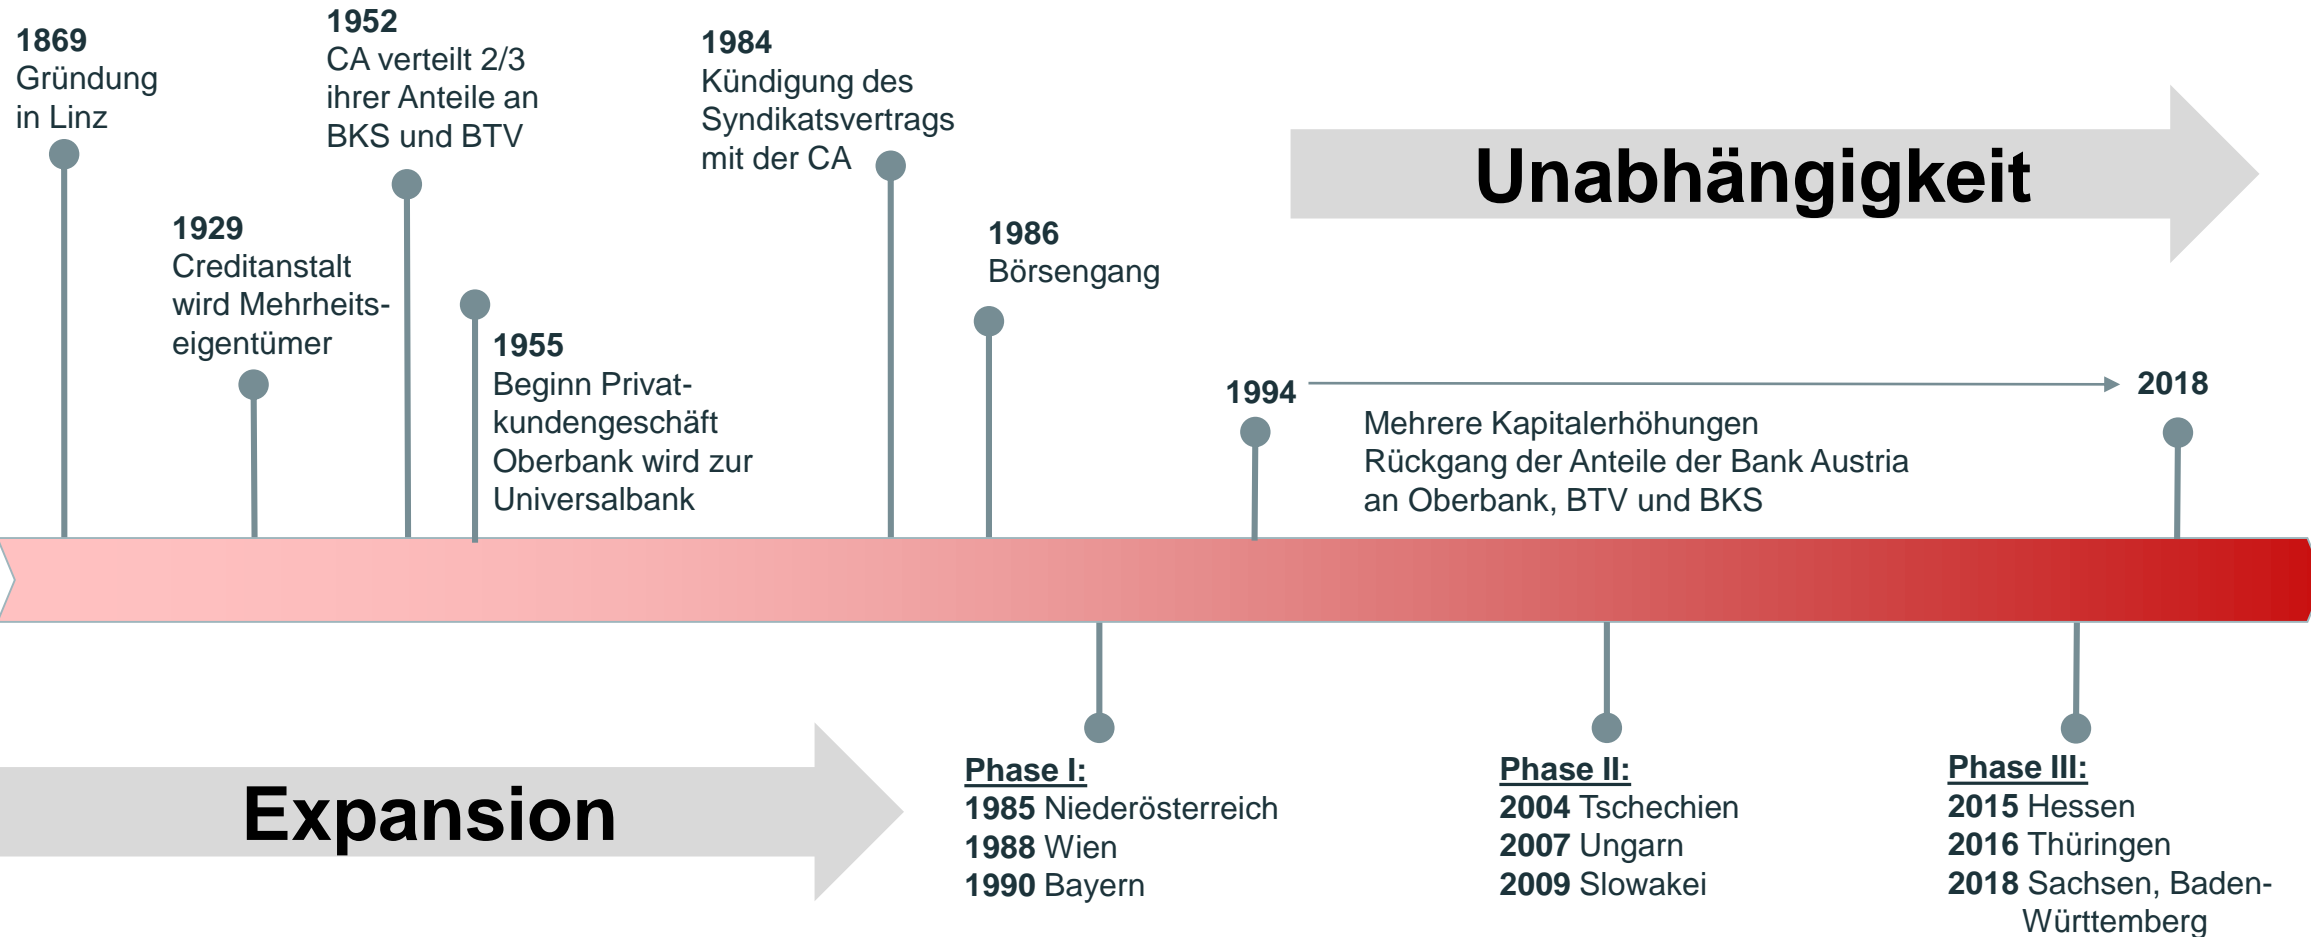 1869
Gründung
in Linz
1929
Creditanstalt
wird Mehrheits-
eigentümer
1952
CA verteilt 2/3
ihrer Anteile an
BKS und BTV
1955
Beginn Privat-
kundengeschäft
Oberbank wird zur
Universalbank
1984
Kündigung des
Syndikatsvertrags
mit der CA
1986
Börsengang
Unabhängigkeit
1994
2018
Mehrere Kapitalerhöhungen
Rückgang der Anteile der Bank Austria
an Oberbank, BTV und BKS
Expansion
Phase I:
1985 Niederösterreich
1988 Wien
1990 Bayern
Phase II:
2004 Tschechien
2007 Ungarn
2009 Slowakei
Phase III:
2015 Hessen
2016 Thüringen
2018 Sachsen, Baden-
Württemberg